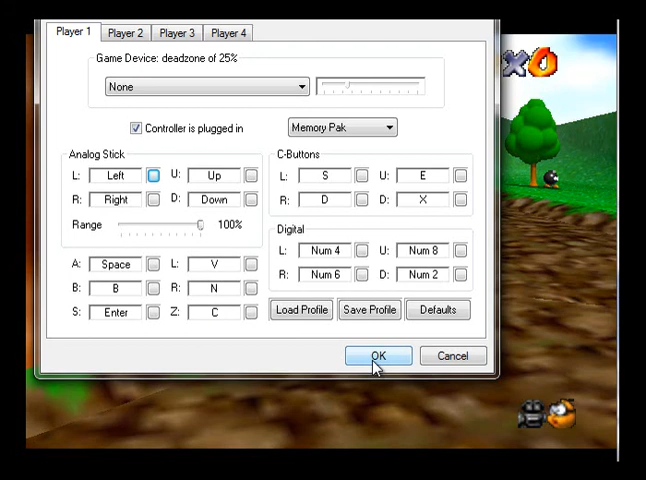 Player 1 Player 2 Player 3 Player 4
Game Device: deadzone of 25%
None
Controller is plugged in Memory Pak
Analog Stick
L: Left U: Up
R: Right D: Down
Range 100%
C-Buttons
L: S U: E
R: D D: X
Digital
L: Num 4 U: Num 8
R: Num 6 D: Num 2
A: Space L: V
B: B R: N
S: Enter Z: C
Load Profile Save Profile Defaults
OK Cancel
X0